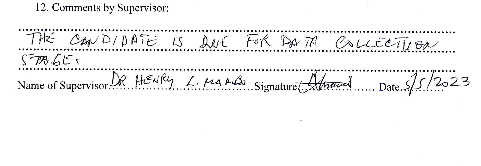 12. Comments by Supervisor:
THE CANDIDATE IS DUE FOR DATA COLLECTION
STAGE.
Name of Supervisor DR HENRY L. Signature Date 5/5/2023